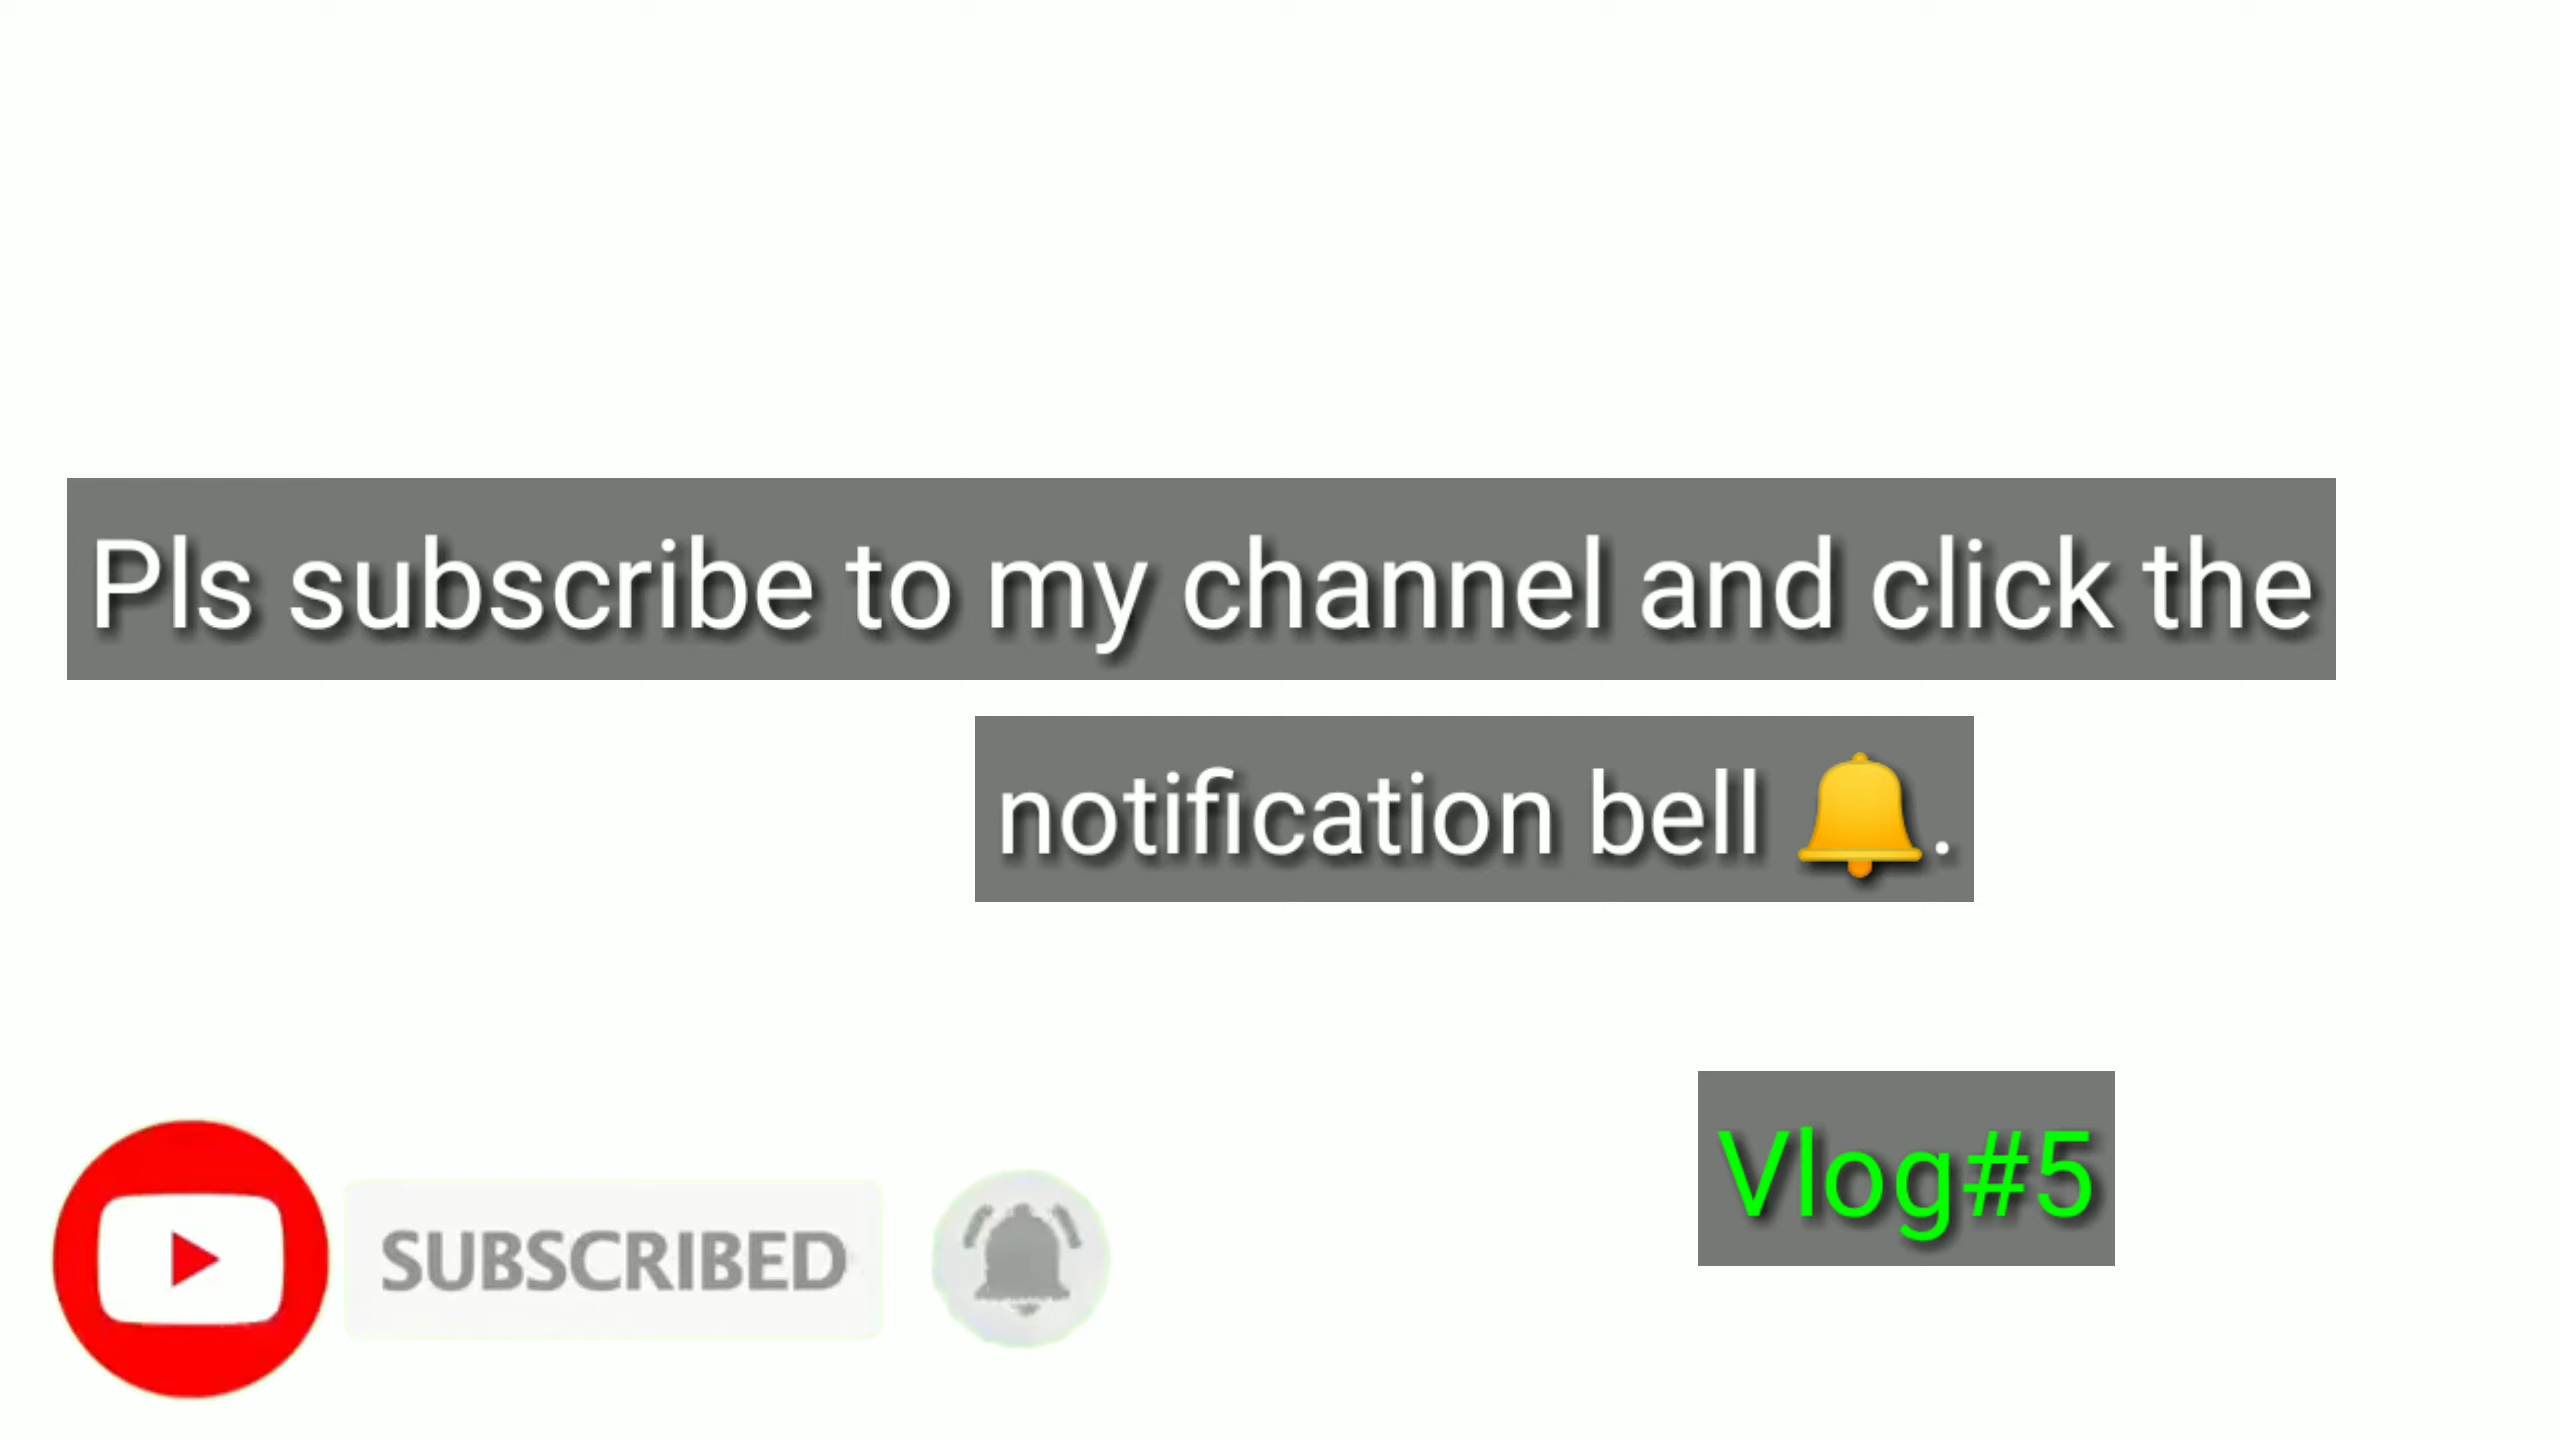 Pls subscribe to my channel and click the
notification bell 🔔.
Vlog#5
SUBSCRIBED